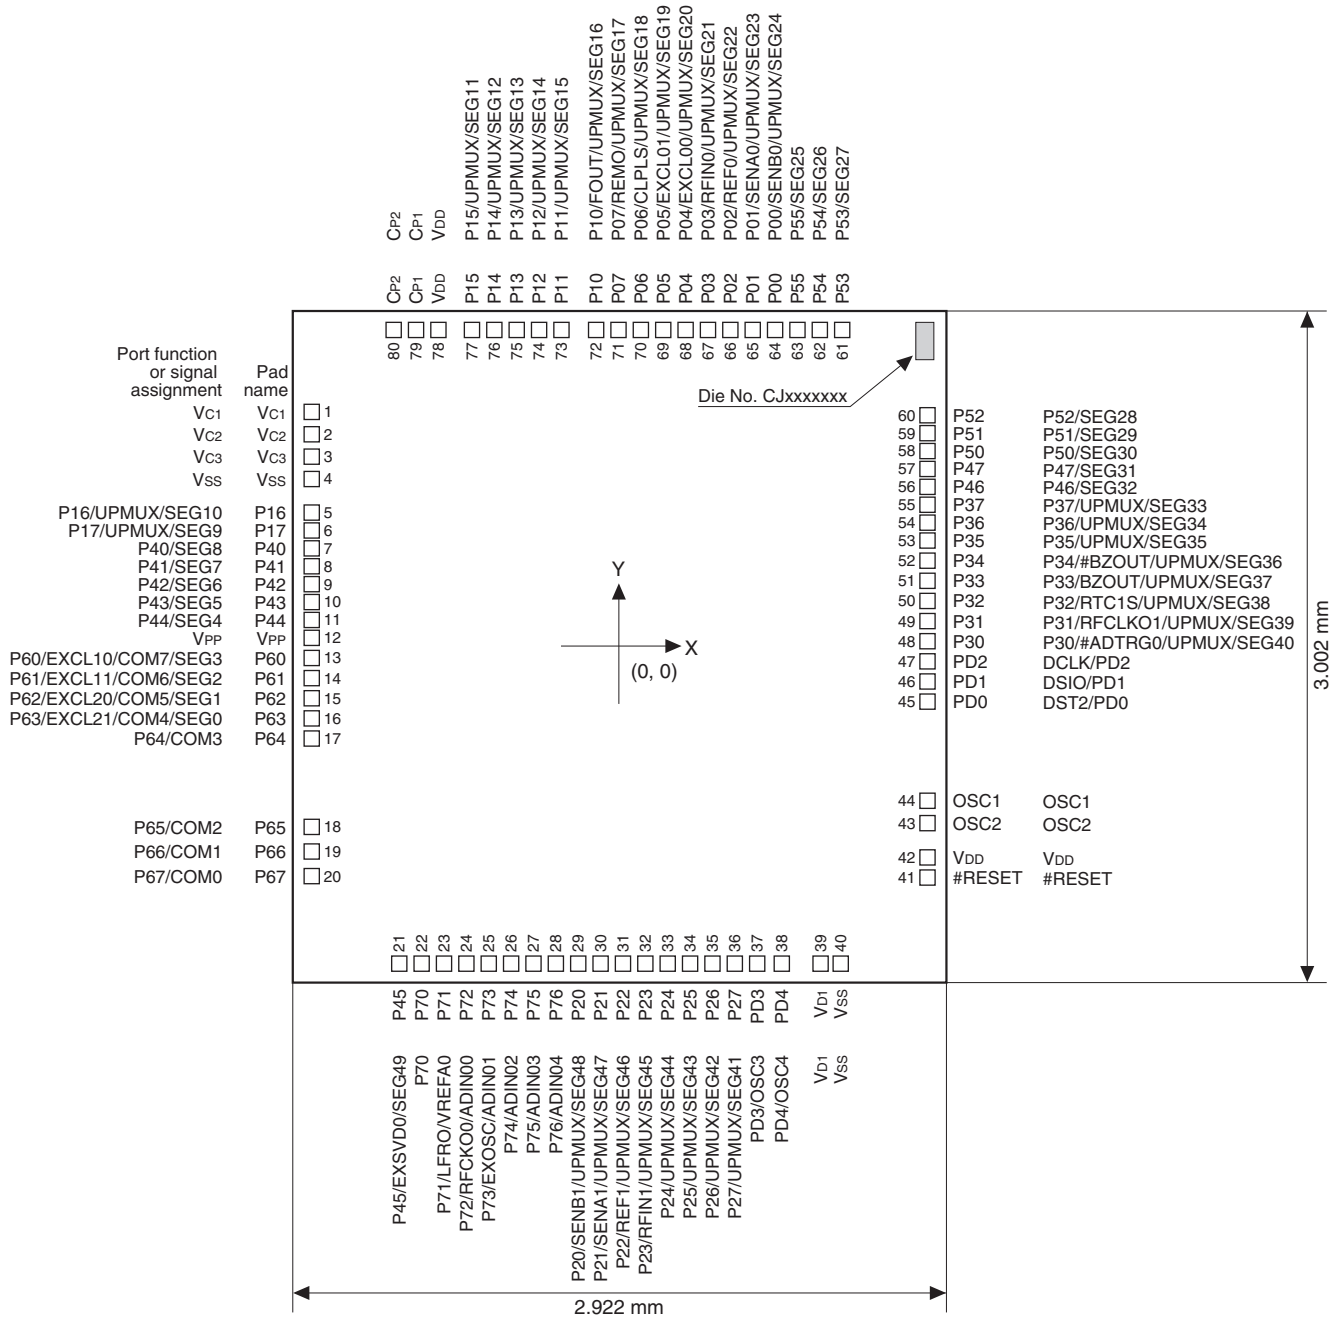 P15/UPMUX/SEG11
P14/UPMUX/SEG12
P13/UPMUX/SEG13
P12/UPMUX/SEG14
P11/UPMUX/SEG15
P10/FOUT/UPMUX/SEG16
P07/REMO/UPMUX/SEG17
P06/CLPLS/UPMUX/SEG18
P05/EXCL01/UPMUX/SEG19
P04/EXCL00/UPMUX/SEG20
P03/RFIN0/UPMUX/SEG21
P02/REF0/UPMUX/SEG22
P01/SENA0/UPMUX/SEG23
P00/SENB0/UPMUX/SEG24
P55/SEG25
P54/SEG26
P53/SEG27
CP2
CP1
VDD
CP2
CP1
VDD
P15
P14
P13
P12
P11
P10
P07
P06
P05
P04
P03
P02
P01
P00
P55
P54
P53
80
79
78
77
76
75
74
73
72
71
70
69
68
67
66
65
64
63
62
61
Port function
or signal
assignment
Pad
name
Die No. CJxxxxxxx
VC1 VC1 1
VC2 VC2 2
VC3 VC3 3
VSS VSS 4
P16/UPMUX/SEG10 P16 5
P17/UPMUX/SEG9 P17 6
P40/SEG8 P40 7
P41/SEG7 P41 8
P42/SEG6 P42 9
P43/SEG5 P43 10
P44/SEG4 P44 11
VPP VPP 12
P60/EXCL10/COM7/SEG3 P60 13
P61/EXCL11/COM6/SEG2 P61 14
P62/EXCL20/COM5/SEG1 P62 15
P63/EXCL21/COM4/SEG0 P63 16
P64/COM3 P64 17
P65/COM2 P65 18
P66/COM1 P66 19
P67/COM0 P67 20
Y
X
(0, 0)
60 P52 P52/SEG28
59 P51 P51/SEG29
58 P50 P50/SEG30
57 P47 P47/SEG31
56 P46 P46/SEG32
55 P37 P37/UPMUX/SEG33
54 P36 P36/UPMUX/SEG34
53 P35 P35/UPMUX/SEG35
52 P34 P34/#BZOUT/UPMUX/SEG36
51 P33 P33/BZOUT/UPMUX/SEG37
50 P32 P32/RTC1S/UPMUX/SEG38
49 P31 P31/RFCLKO1/UPMUX/SEG39
48 P30 P30/#ADTRG0/UPMUX/SEG40
47 PD2 DCLK/PD2
46 PD1 DSIO/PD1
45 PD0 DST2/PD0
44 OSC1 OSC1
43 OSC2 OSC2
42 VDD VDD
41 #RESET #RESET
3.002 mm
21
22
23
24
25
26
27
28
29
30
31
32
33
34
35
36
37
38
39
40
P45
P70
P71
P72
P73
P74
P75
P76
P20
P21
P22
P23
P24
P25
P26
P27
PD3
PD4
VD1
VSS
P45/EXSVD0/SEG49
P70
P71/LFRO/VREFA0
P72/RFCKO0/ADIN00
P73/EXOSC/ADIN01
P74/ADIN02
P75/ADIN03
P76/ADIN04
P20/SENB1/UPMUX/SEG48
P21/SENA1/UPMUX/SEG47
P22/REF1/UPMUX/SEG46
P23/RFIN1/UPMUX/SEG45
P24/UPMUX/SEG44
P25/UPMUX/SEG43
P26/UPMUX/SEG42
P27/UPMUX/SEG41
PD3/OSC3
PD4/OSC4
VD1
VSS
2.922 mm